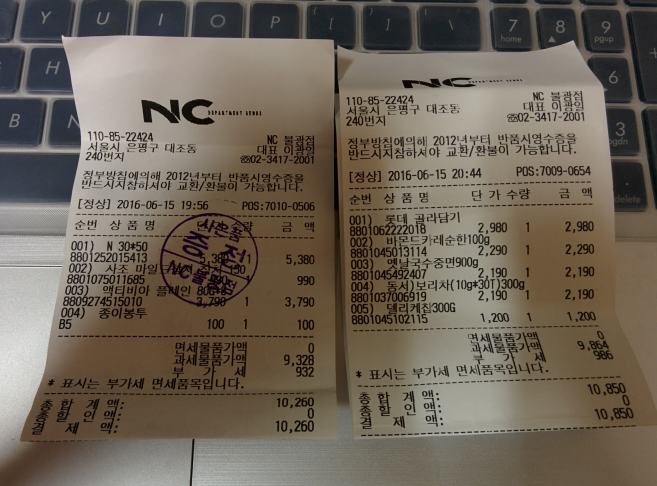 NC DEPARTMENT STORE
110-85-22424 NC 불광점
서울시 은평구 대조동 대표 이광일
240번지 ☎02-3417-2001
정부방침에의해 2012년부터 반품시영수증을
반드시지참하셔야 교환/환불이 가능합니다.
[정상] 2016-06-15 19:56 POS:7010-0506
순번 상 품 명 단 수량 금 액
001) N 30*50
8801252015413 5,380 5,380
002) 사조
8801075011685 990
003) 액티비아 플레인
8809274515010 3,790 1 3,790
004) 종이봉투
B5 100 1 100
면세물품가액 0
과세물품가액 9,328
부 가 세 932
* 표시는 부가세 면세품목입니다.
총 합 계 액: 10,260
총 할 인 액: 0
결 제 액: 10,260
NC DEPARTMENT STORE
110-85-22424 NC 불광점
서울시 은평구 대조동 대표 이광일
240번지 ☎02-3417-2001
정부방침에의해 2012년부터 반품시영수증을
반드시지참하셔야 교환/환불이 가능합니다.
[정상] 2016-06-15 20:44 POS:7009-0654
순번 상 품 명 단 가 수량 금 액
001) 롯데 골라담기
8801062222018 2,980 1 2,980
002) 바몬드카레순한100g
8801045013114 2,290 1 2,290
003) 옛날국수중면900g
8801045492407 2,190 1 2,190
004) 동서)보리차(10g*30T)300g
8801037006919 2,190 1 2,190
005) 델리케찹300G
8801045102115 1,200 1 1,200
면세물품가액 0
과세물품가액 9,864
부 가 세 986
* 표시는 부가세 면세품목입니다.
총 합 계 액: 10,850
총 할 인 액: 0
결 제 액: 10,850